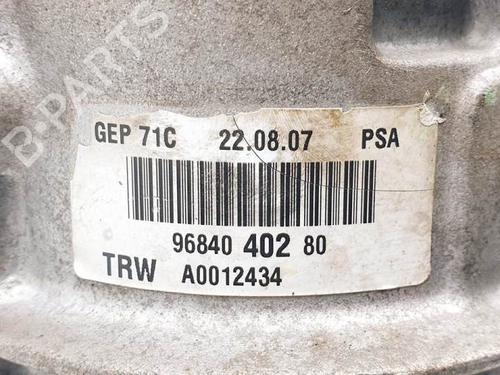 B-PARTS
GEP 71C 22.08.07 PSA
96840 402 80
TRW A0012434